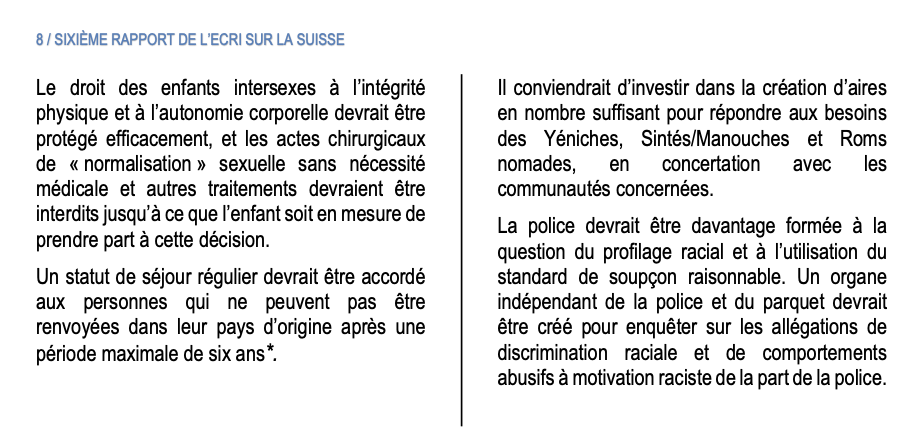 8 / SIXIÈME RAPPORT DE L'ECRI SUR LA SUISSE
Le droit des enfants intersexes à l'intégrité
physique et à l'autonomie corporelle devrait être
protégé efficacement, et les actes chirurgicaux
de « normalisation » sexuelle sans nécessité
médicale et autres traitements devraient être
interdits jusqu'à ce que l'enfant soit en mesure de
prendre part à cette décision.
Un statut de séjour régulier devrait être accordé
aux personnes qui ne peuvent pas être
renvoyées dans leur pays d'origine après une
période maximale de six ans*.
Il conviendrait d'investir dans la création d'aires
en nombre suffisant pour répondre aux besoins
des Yéniches, Sintés/Manouches et Roms
nomades, en concertation avec les
communautés concernées.
La police devrait être davantage formée à la
question du profilage racial et à l'utilisation du
standard de soupçon raisonnable. Un organe
indépendant de la police et du parquet devrait
être créé pour enquêter sur les allégations de
discrimination raciale et de comportements
abusifs à motivation raciste de la part de la police.